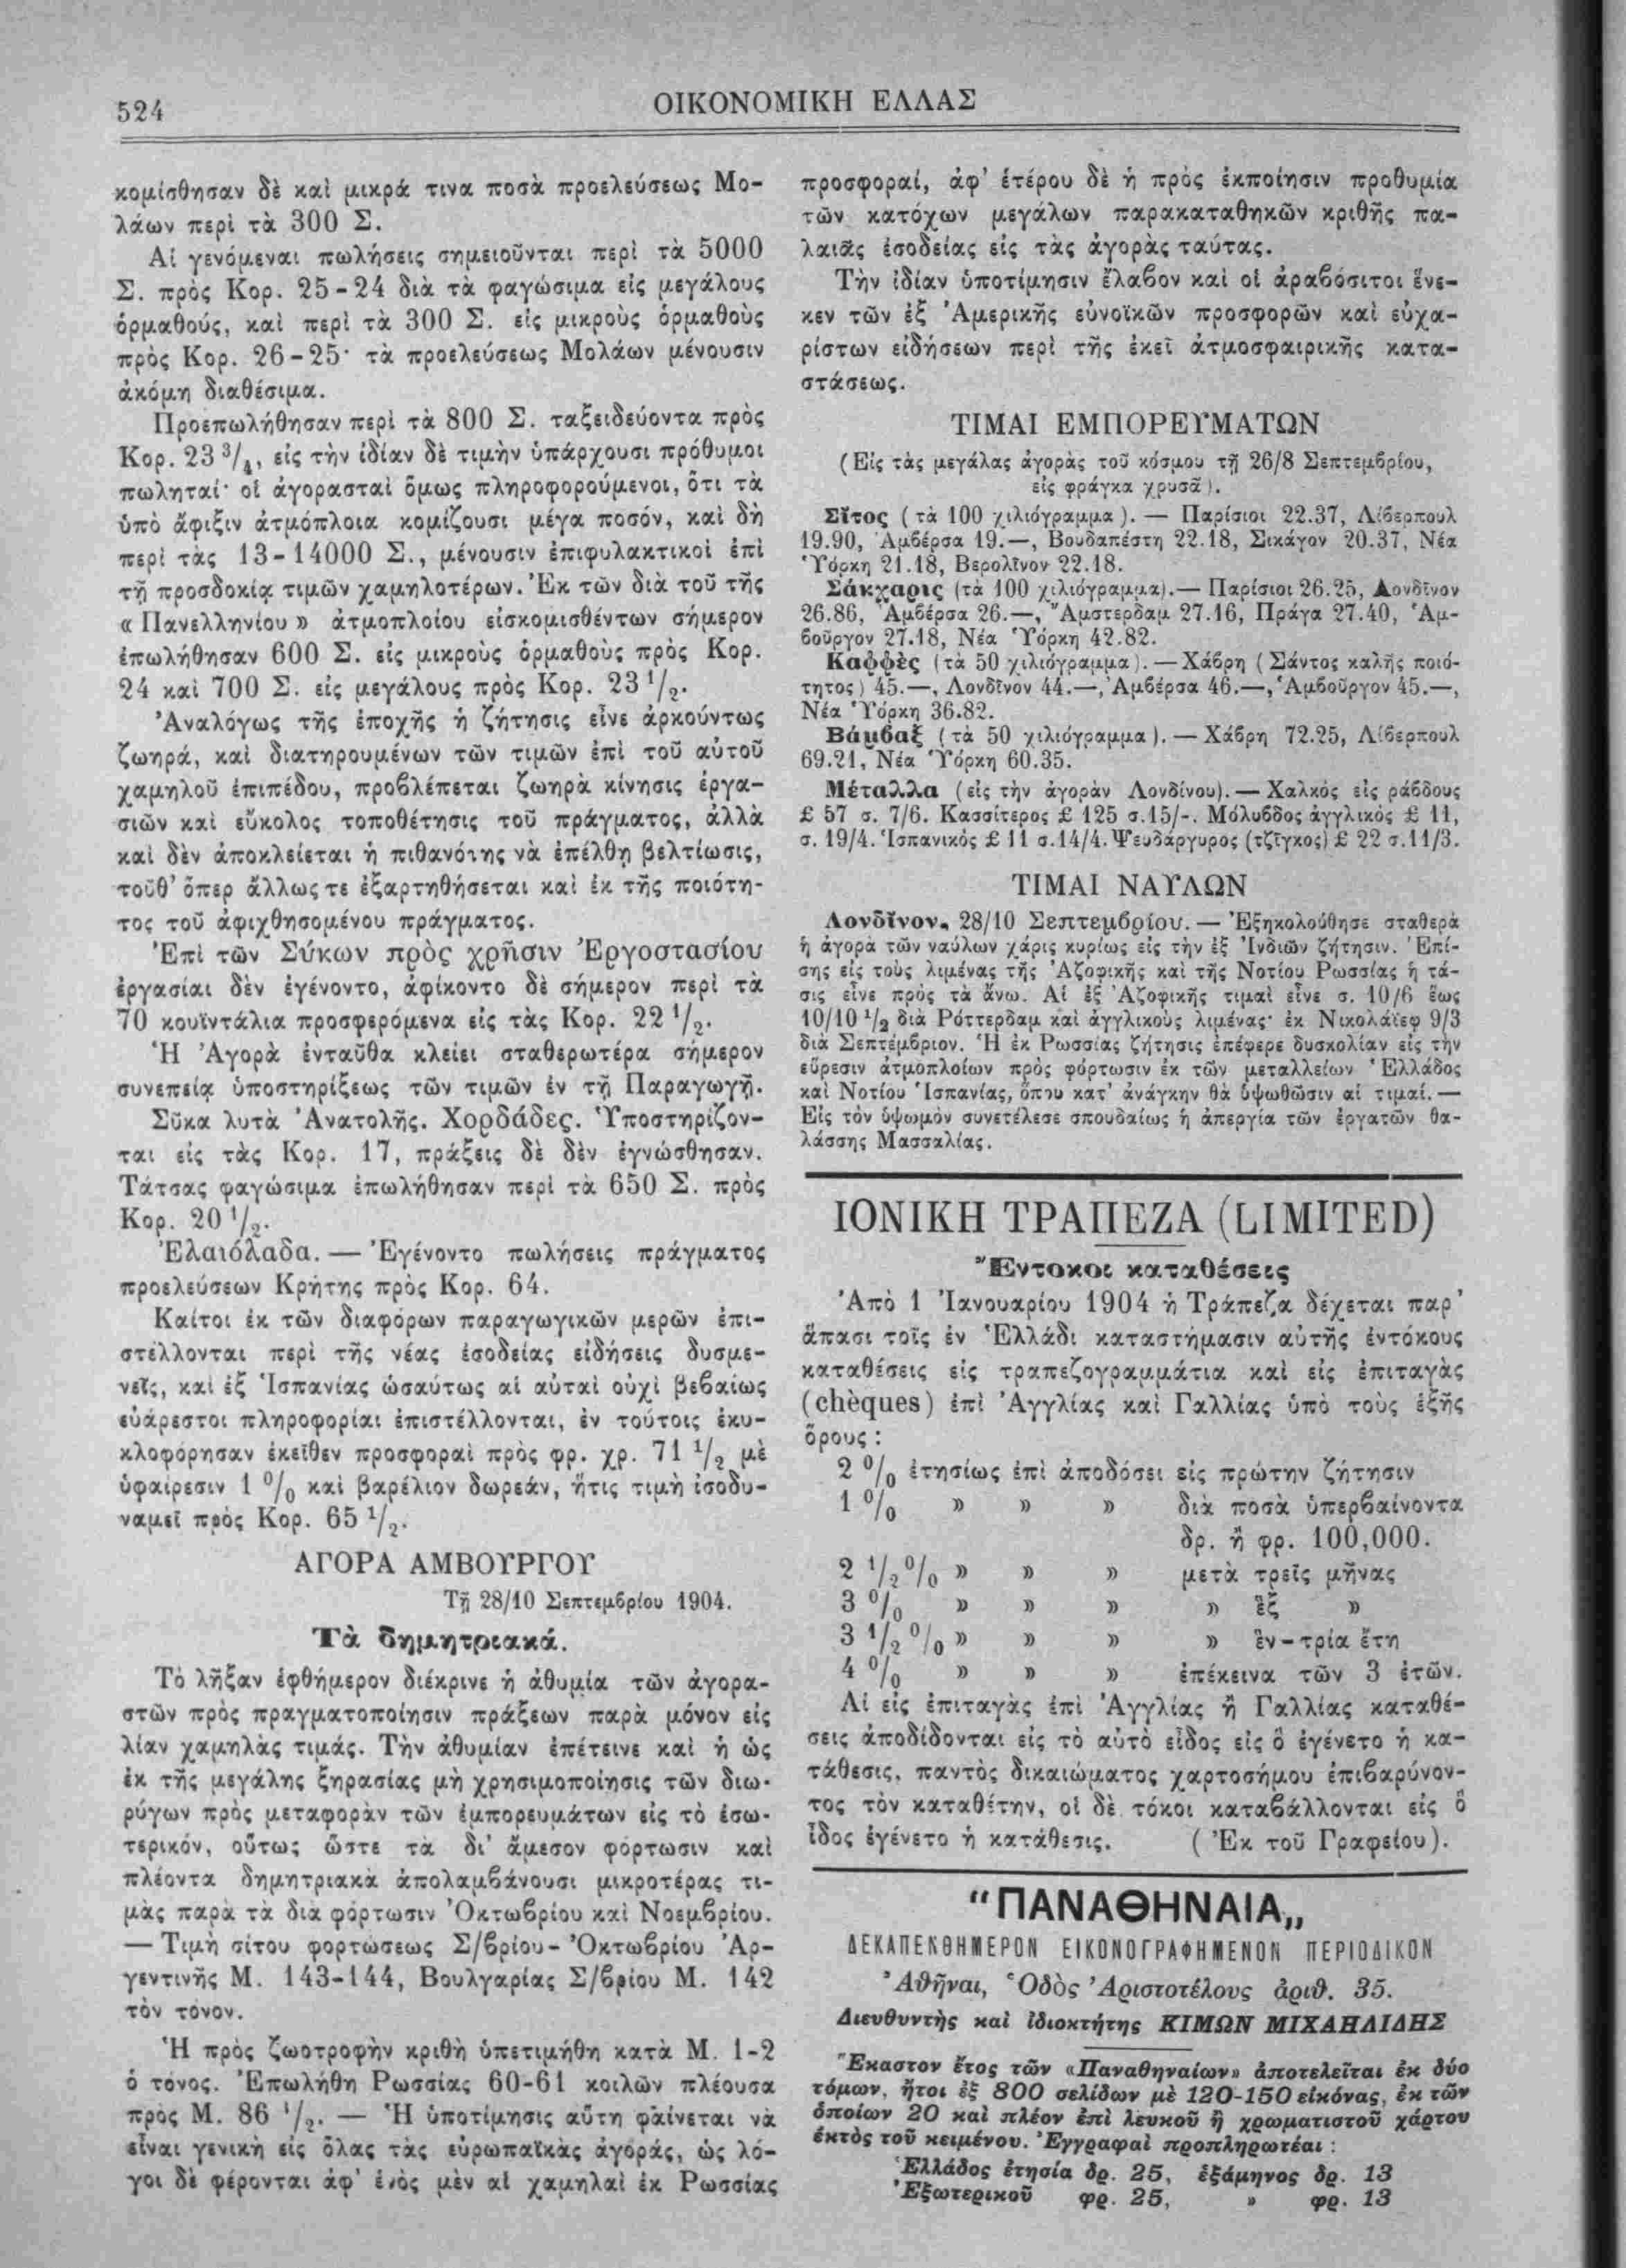 524
ΟΙΚΟΝΟΜΙΚΗ ΕΛΛΑΣ
κομίσθησαν δὲ καὶ μικρά τινα ποσὰ προελεύσεως Μο-
λάων περὶ τὰ 300 Σ.
Αἱ γενόμεναι πωλήσεις σημειοῦνται περὶ τὰ 5000
Σ. πρὸς Κορ. 25-24 διὰ τὰ φαγώσιμα εἰς μεγάλους
ὁρμαθούς, καὶ περὶ τὰ 300 Σ. εἰς μικροὺς ὁρμαθοὺς
πρὸς Κορ. 26-25· τὰ προελεύσεως Μολάων μένουσιν
ἀκόμη διαθέσιμα.
Προεπωλήθησαν περὶ τὰ 800 Σ. ταξειδεύοντα πρὸς
Κορ. 23 3/4, εἰς τὴν ἰδίαν δὲ τιμὴν ὑπάρχουσι πρόθυμοι
πωληταί· οἱ ἀγορασταὶ ὅμως πληροφορούμενοι, ὅτι τὰ
ὑπὸ ἄφιξιν ἀτμόπλοια κομίζουσι μέγα ποσόν, καὶ δὴ
περὶ τὰς 13-14000 Σ., μένουσιν ἐπιφυλακτικοὶ ἐπὶ
τῇ προσδοκίᾳ τιμῶν χαμηλοτέρων. Ἐκ τῶν διὰ τοῦ τῆς
« Πανελληνίου » ἀτμοπλοίου εἰσκομισθέντων σήμερον
ἐπωλήθησαν 600 Σ. εἰς μικροὺς ὁρμαθοὺς πρὸς Κορ.
24 καὶ 700 Σ. εἰς μεγάλους πρὸς Κορ. 23 1/2.
Ἀναλόγως τῆς ἐποχῆς ἡ ζήτησις εἶνε ἀρκούντως
ζωηρά, καὶ διατηρουμένων τῶν τιμῶν ἐπὶ τοῦ αὐτοῦ
χαμηλοῦ ἐπιπέδου, προβλέπεται ζωηρὰ κίνησις ἐργα-
σιῶν καὶ εὔκολος τοποθέτησις τοῦ πράγματος, ἀλλὰ
καὶ δὲν ἀποκλείεται ἡ πιθανότης νὰ ἐπέλθῃ βελτίωσις,
τοῦθ' ὅπερ ἄλλως τε ἐξαρτηθήσεται καὶ ἐκ τῆς ποιότη-
τος τοῦ ἀφιχθησομένου πράγματος.
Ἐπὶ τῶν Σύκων πρὸς χρῆσιν Ἐργοστασίου
ἐργασίαι δὲν ἐγένοντο, ἀφίκοντο δὲ σήμερον περὶ τὰ
70 κουϊντάλια προσφερόμενα εἰς τὰς Κορ. 22 1/2.
Ἡ Ἀγορὰ ἐνταῦθα κλείει σταθερωτέρα σήμερον
συνεπείᾳ ὑποστηρίξεως τῶν τιμῶν ἐν τῇ Παραγωγῇ.
Σῦκα λυτὰ Ἀνατολῆς. Χορδάδες. Ὑποστηρίζον-
ται εἰς τὰς Κορ. 17, πράξεις δὲ δὲν ἐγνώσθησαν.
Τάτσας φαγώσιμα ἐπωλήθησαν περὶ τὰ 650 Σ. πρὸς
Κορ. 20 1/2.
Ἐλαιόλαδα. — Ἐγένοντο πωλήσεις πράγματος
προελεύσεων Κρήτης πρὸς Κορ. 64.
Καίτοι ἐκ τῶν διαφόρων παραγωγικῶν μερῶν ἐπι-
στέλλονται περὶ τῆς νέας ἐσοδείας εἰδήσεις δυσμε-
νεῖς, καὶ ἐξ Ἱσπανίας ὡσαύτως αἱ αὐταὶ οὐχὶ βεβαίως
εὐάρεστοι πληροφορίαι ἐπιστέλλονται, ἐν τούτοις ἐκυ-
κλοφόρησαν ἐκεῖθεν προσφοραὶ πρὸς φρ. χρ. 71 1/2 μὲ
ὑφαίρεσιν 1 0/0 καὶ βαρέλιον δωρεάν, ἥτις τιμὴ ἰσοδυ-
ναμεῖ πρὸς Κορ. 65 1/2.
ΑΓΟΡΑ ΑΜΒΟΥΡΓΟΥ
Τῇ 28/10 Σεπτεμβρίου 1904.
Τὰ δημητριακά.
Τὸ λῆξαν ἑφθήμερον διέκρινε ἡ ἀθυμία τῶν ἀγορα-
στῶν πρὸς πραγματοποίησιν πράξεων παρὰ μόνον εἰς
λίαν χαμηλὰς τιμάς. Τὴν ἀθυμίαν ἐπέτεινε καὶ ἡ ὡς
ἐκ τῆς μεγάλης ξηρασίας μὴ χρησιμοποίησις τῶν διω-
ρύγων πρὸς μεταφορὰν τῶν ἐμπορευμάτων εἰς τὸ ἐσω-
τερικόν, οὕτως ὥστε τὰ δι' ἄμεσον φόρτωσιν καὶ
πλέοντα δημητριακὰ ἀπολαμβάνουσι μικροτέρας τι-
μὰς παρὰ τὰ διὰ φόρτωσιν Ὀκτωβρίου καὶ Νοεμβρίου.
— Τιμὴ σίτου φορτώσεως Σ/βρίου-Ὀκτωβρίου Ἀρ-
γεντινῆς Μ. 143-144, Βουλγαρίας Σ/βρίου Μ. 142
τὸν τόνον.
Ἡ πρὸς ζωοτροφὴν κριθὴ ὑπετιμήθη κατὰ Μ. 1-2
ὁ τόνος. Ἐπωλήθη Ρωσσίας 60-61 κοιλῶν πλέουσα
πρὸς Μ. 86 1/2. — Ἡ ὑποτίμησις αὕτη φαίνεται νὰ
εἶναι γενικὴ εἰς ὅλας τὰς εὐρωπαϊκὰς ἀγοράς, ὡς λό-
γοι δὲ φέρονται ἀφ' ἑνὸς μὲν αἱ χαμηλαὶ ἐκ Ρωσσίας
προσφοραί, ἀφ' ἑτέρου δὲ ἡ πρὸς ἐκποίησιν προθυμία
τῶν κατόχων μεγάλων παρακαταθηκῶν κριθῆς πα-
λαιᾶς ἐσοδείας εἰς τὰς ἀγορὰς ταύτας.
Τὴν ἰδίαν ὑποτίμησιν ἔλαβον καὶ οἱ ἀραβόσιτοι ἕνε-
κεν τῶν ἐξ Ἀμερικῆς εὐνοϊκῶν προσφορῶν καὶ εὐχα-
ρίστων εἰδήσεων περὶ τῆς ἐκεῖ ἀτμοσφαιρικῆς κατα-
στάσεως.
ΤΙΜΑΙ ΕΜΠΟΡΕΥΜΑΤΩΝ
(Εἰς τὰς μεγάλας ἀγορὰς τοῦ κόσμου τῇ 26/8 Σεπτεμβρίου,
εἰς φράγκα χρυσᾶ).
Σῖτος (τὰ 100 χιλιόγραμμα). — Παρίσιοι 22.37, Λίβερπουλ
19.90, Ἀμβέρσα 19.—, Βουδαπέστη 22.18, Σικάγον 20.37, Νέα
Ὑόρκη 21.18, Βερολῖνον 22.18.
Σάκχαρις (τὰ 100 χιλιόγραμμα).— Παρίσιοι 26.25, Λονδῖνον
26.86, Ἀμβέρσα 26.—, Ἄμστερδαμ 27.16, Πράγα 27.40, Ἀμ-
βοῦργον 27.18, Νέα Ὑόρκη 42.82.
Καφφὲς (τὰ 50 χιλιόγραμμα). — Χάβρη (Σάντος καλῆς ποιό-
τητος) 45.—, Λονδῖνον 44.—, Ἀμβέρσα 46.—, Ἀμβοῦργον 45.—,
Νέα Ὑόρκη 36.82.
Βάμβαξ (τὰ 50 χιλιόγραμμα). — Χάβρη 72.25, Λίβερπουλ
69.21, Νέα Ὑόρκη 60.35.
Μέταλλα (εἰς τὴν ἀγορὰν Λονδίνου). — Χαλκὸς εἰς ράβδους
£ 57 σ. 7/6. Κασσίτερος £ 125 σ.15/-. Μόλυβδος ἀγγλικὸς £ 11,
σ. 19/4. Ἱσπανικός £ 11 σ.14/4. Ψευδάργυρος (τζῖγκος) £ 22 σ.11/3.
ΤΙΜΑΙ ΝΑΥΛΩΝ
Λονδῖνον, 28/10 Σεπτεμβρίου. — Ἐξηκολούθησε σταθερὰ
ἡ ἀγορὰ τῶν ναύλων χάρις κυρίως εἰς τὴν ἐξ Ἰνδιῶν ζήτησιν. Ἐπί-
σης εἰς τοὺς λιμένας τῆς Ἀζοφικῆς καὶ τῆς Νοτίου Ρωσσίας ἡ τά-
σις εἶνε πρὸς τὰ ἄνω. Αἱ ἐξ Ἀζοφικῆς τιμαὶ εἶνε σ. 10/6 ἕως
10/10 1/2 διὰ Ρόττερδαμ καὶ ἀγγλικοὺς λιμένας· ἐκ Νικολάϊεφ 9/3
διὰ Σεπτέμβριον. Ἡ ἐκ Ρωσσίας ζήτησις ἐπέφερε δυσκολίαν εἰς τὴν
εὕρεσιν ἀτμοπλοίων πρὸς φόρτωσιν ἐκ τῶν μεταλλείων Ἑλλάδος
καὶ Νοτίου Ἱσπανίας, ὅπου κατ' ἀνάγκην θὰ ὑψωθῶσιν αἱ τιμαί.—
Εἰς τὸν ὑψωμὸν συνετέλεσε σπουδαίως ἡ ἀπεργία τῶν ἐργατῶν θα-
λάσσης Μασσαλίας.
ΙΟΝΙΚΗ ΤΡΑΠΕΖΑ (LIMITED)
Ἔντοκοι καταθέσεις
Ἀπὸ 1 Ἰανουαρίου 1904 ἡ Τράπεζα δέχεται παρ'
ἅπασι τοῖς ἐν Ἑλλάδι καταστήμασιν αὐτῆς ἐντόκους
καταθέσεις εἰς τραπεζογραμμάτια καὶ εἰς ἐπιταγὰς
(chèques) ἐπὶ Ἀγγλίας καὶ Γαλλίας ὑπὸ τοὺς ἑξῆς
ὅρους :
2 0/0 ἐτησίως ἐπὶ ἀποδόσει εἰς πρώτην ζήτησιν
1 0/0 » » » διὰ ποσὰ ὑπερβαίνοντα
δρ. ἢ φρ. 100,000.
2 1/2 0/0 » » » μετὰ τρεῖς μῆνας
3 0/0 » » » » ἓξ »
3 1/2 0/0 » » » » ἓν-τρία ἔτη
4 0/0 » » » ἐπέκεινα τῶν 3 ἐτῶν.
Αἱ εἰς ἐπιταγὰς ἐπὶ Ἀγγλίας ἢ Γαλλίας καταθέ-
σεις ἀποδίδονται εἰς τὸ αὐτὸ εἶδος εἰς ὃ ἐγένετο ἡ κα-
τάθεσις, παντὸς δικαιώματος χαρτοσήμου ἐπιβαρύνον-
τος τὸν καταθέτην, οἱ δὲ τόκοι καταβάλλονται εἰς ὃ
ἶδος ἐγένετο ἡ κατάθεσις. (Ἐκ τοῦ Γραφείου).
"ΠΑΝΑΘΗΝΑΙΑ„
ΔΕΚΑΠΕΝΘΗΜΕΡΟΝ ΕΙΚΟΝΟΓΡΑΦΗΜΕΝΟΝ ΠΕΡΙΟΔΙΚΟΝ
Ἀθῆναι, Ὁδὸς Ἀριστοτέλους ἀριθ. 35.
Διευθυντὴς καὶ ἰδιοκτήτης ΚΙΜΩΝ ΜΙΧΑΗΛΙΔΗΣ
Ἕκαστον ἔτος τῶν «Παναθηναίων» ἀποτελεῖται ἐκ δύο
τόμων, ἤτοι ἐξ 800 σελίδων μὲ 120-150 εἰκόνας, ἐκ τῶν
ὁποίων 20 καὶ πλέον ἐπὶ λευκοῦ ἢ χρωματιστοῦ χάρτου
ἐκτὸς τοῦ κειμένου. Ἐγγραφαὶ προπληρωτέαι :
Ἑλλάδος ἐτησία δρ. 25, ἑξάμηνος δρ. 13
Ἐξωτερικοῦ φρ. 25, » φρ. 13